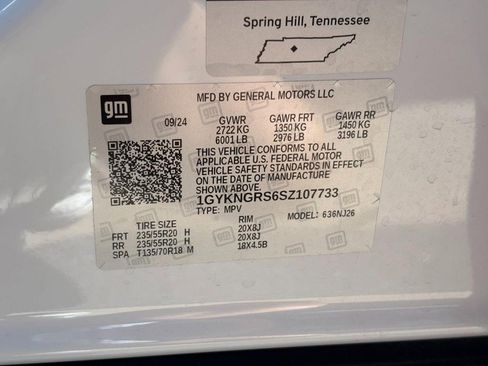 Spring Hill, Tennessee
gm
MFD BY GENERAL MOTORS LLC
09/24 GVWR GAWR FRT GAWR RR
2722 KG 1350 KG 1450 KG
6001 LB 2976 LB 3196 LB
THIS VEHICLE CONFORMS TO ALL
APPLICABLE U.S. FEDERAL MOTOR
VEHICLE SAFETY STANDARDS IN EFFECT
ON THE DATE OF MANUFACTURE
SHOWN ABOVE.
1GYKNGRS6SZ107733
TYPE: MPV MODEL: 636NJ26
TIRE SIZE RIM
FRT 235/55R20 H 20X8J
RR 235/55R20 H 20X8J
SPA T135/70R18 M 18X4.5B